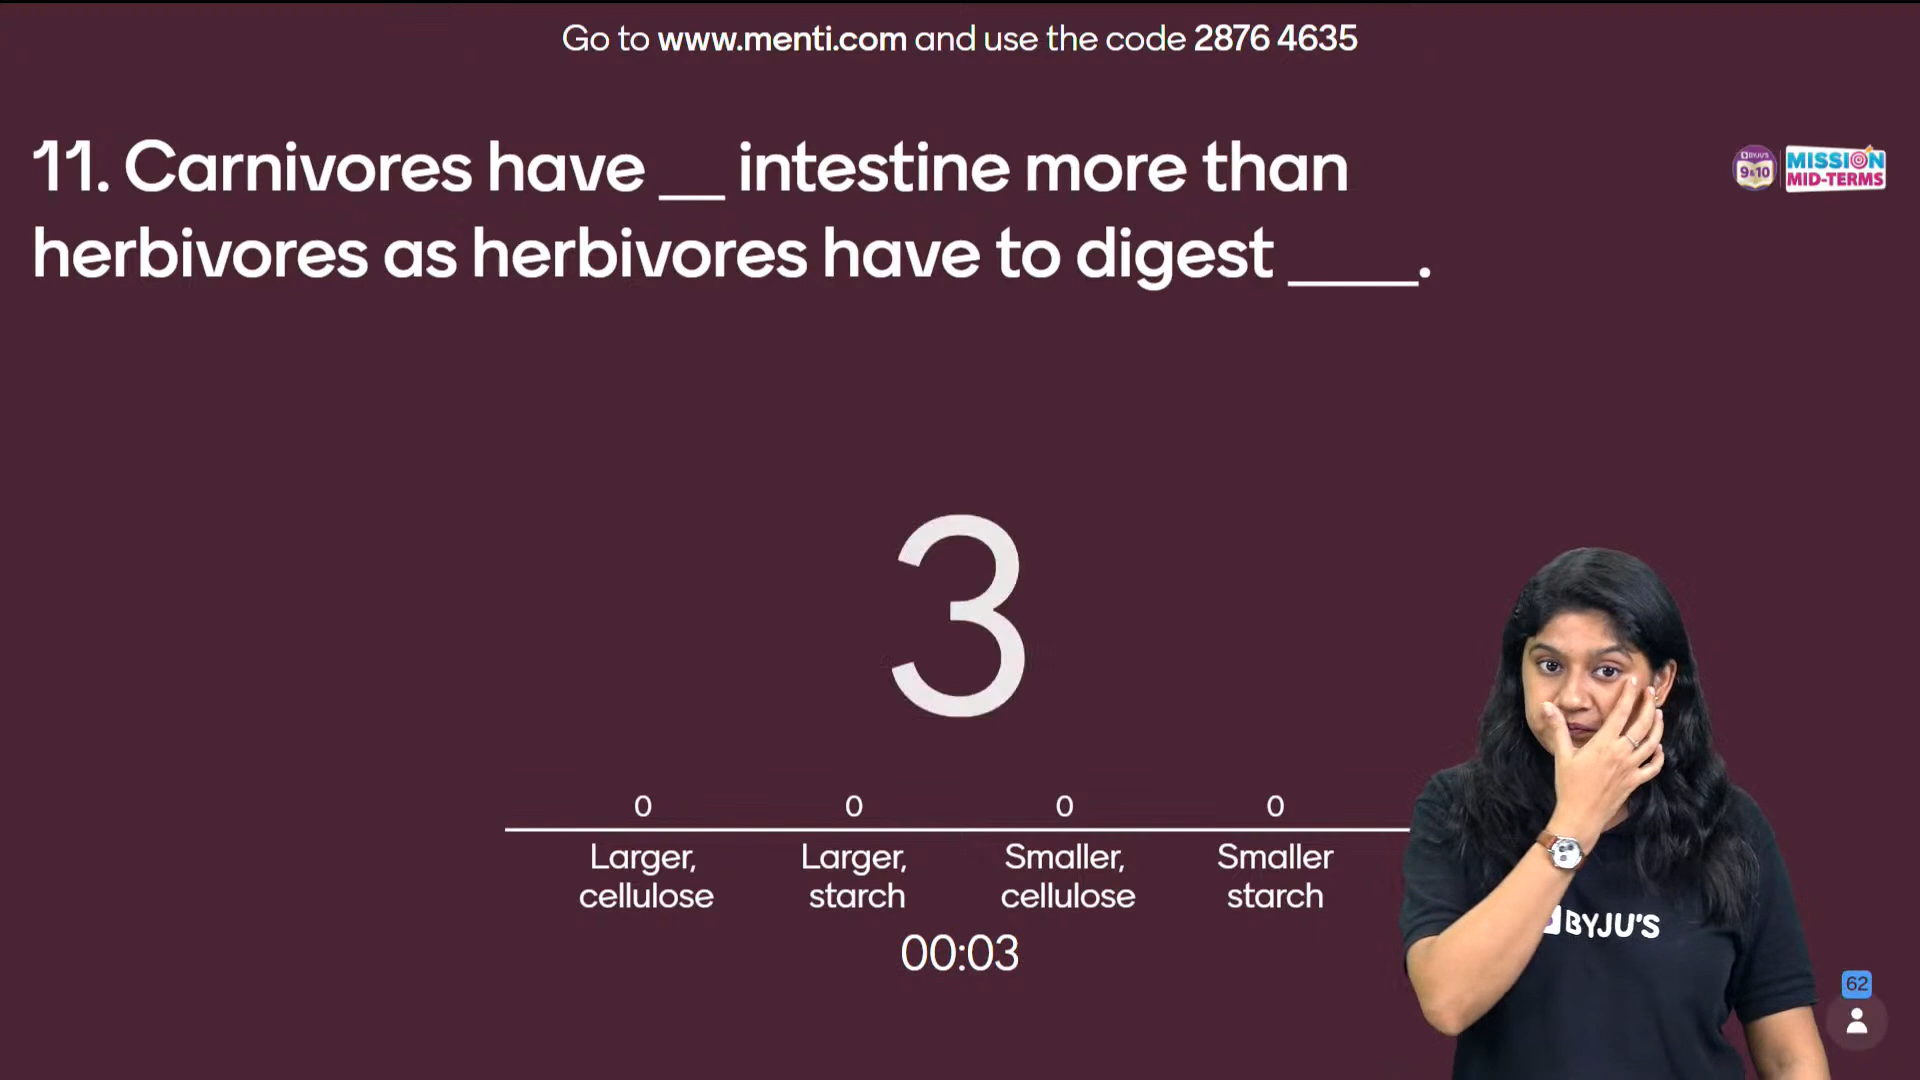 Go to www.menti.com and use the code 2876 4635
11. Carnivores have __ intestine more than
herbivores as herbivores have to digest ____.
BYJU'S
9&10
MISSION
MID-TERMS
3
0 0 0 0
Larger, Larger, Smaller, Smaller
cellulose starch cellulose starch
00:03
BYJU'S
62